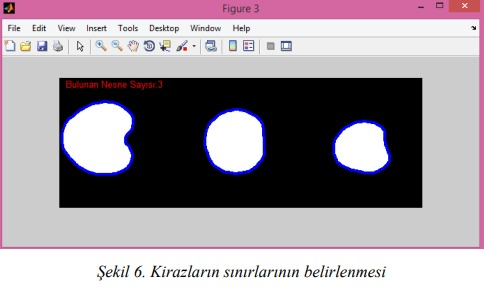 Figure 3
File Edit View Insert Tools Desktop Window Help
Bulunan Nesne Sayısı:3
Şekil 6. Kirazların sınırlarının belirlenmesi